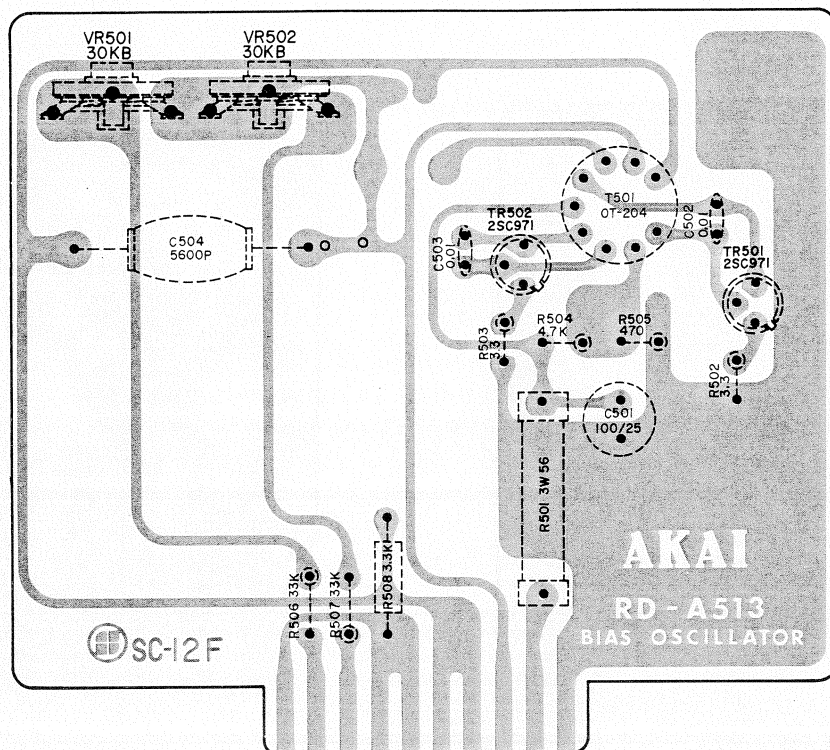 VR501
30KB
VR502
30KB
C504
5600P
C503
0.01
TR502
2SC971
T501
OT-204
C502
0.01
TR501
2SC971
R503
3.3
R504
4.7K
R505
470
R502
3.3
C501
100/25
R501 3W 56
R506 33K
R507 33K
R508 3.3K
AKAI
RD-A513
BIAS OSCILLATOR
SC-12F